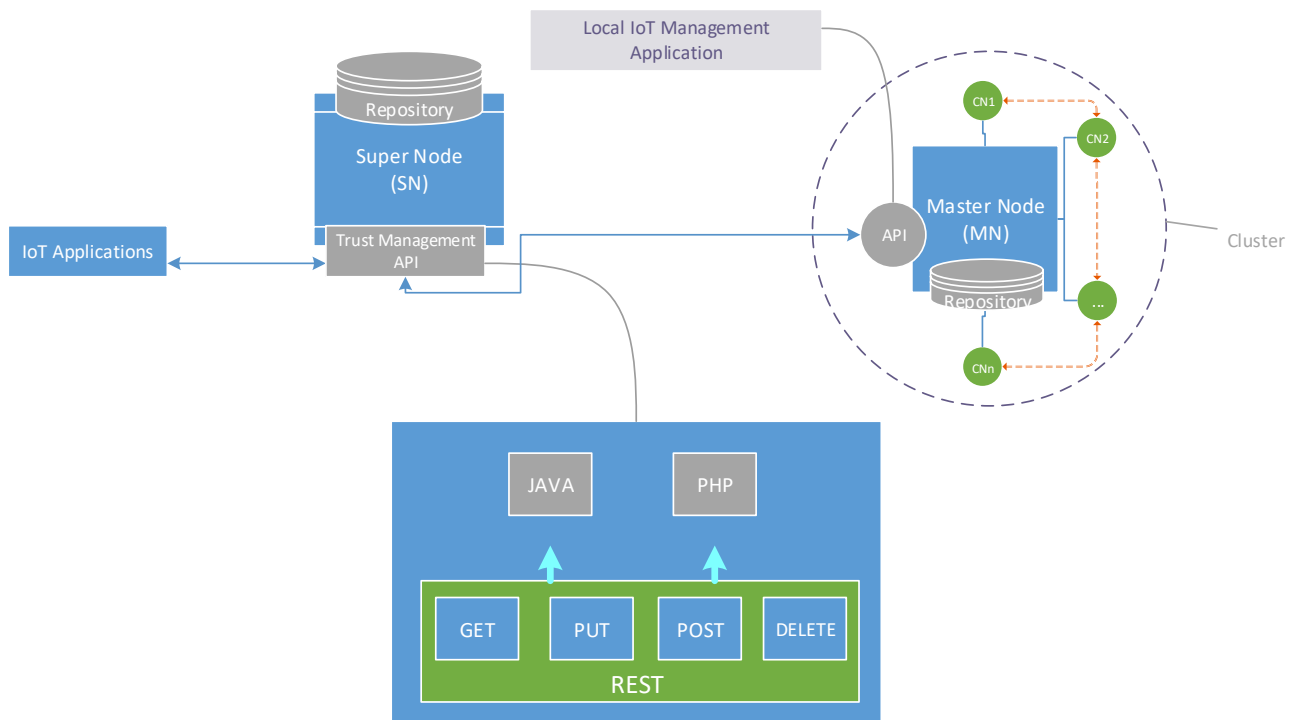 Local IoT Management
Application
Repository
Super Node
(SN)
Trust Management
API
IoT Applications
CN1
CN2
Master Node
(MN)
API
Repository
...
CNn
Cluster
JAVA
PHP
GET
PUT
POST
DELETE
REST